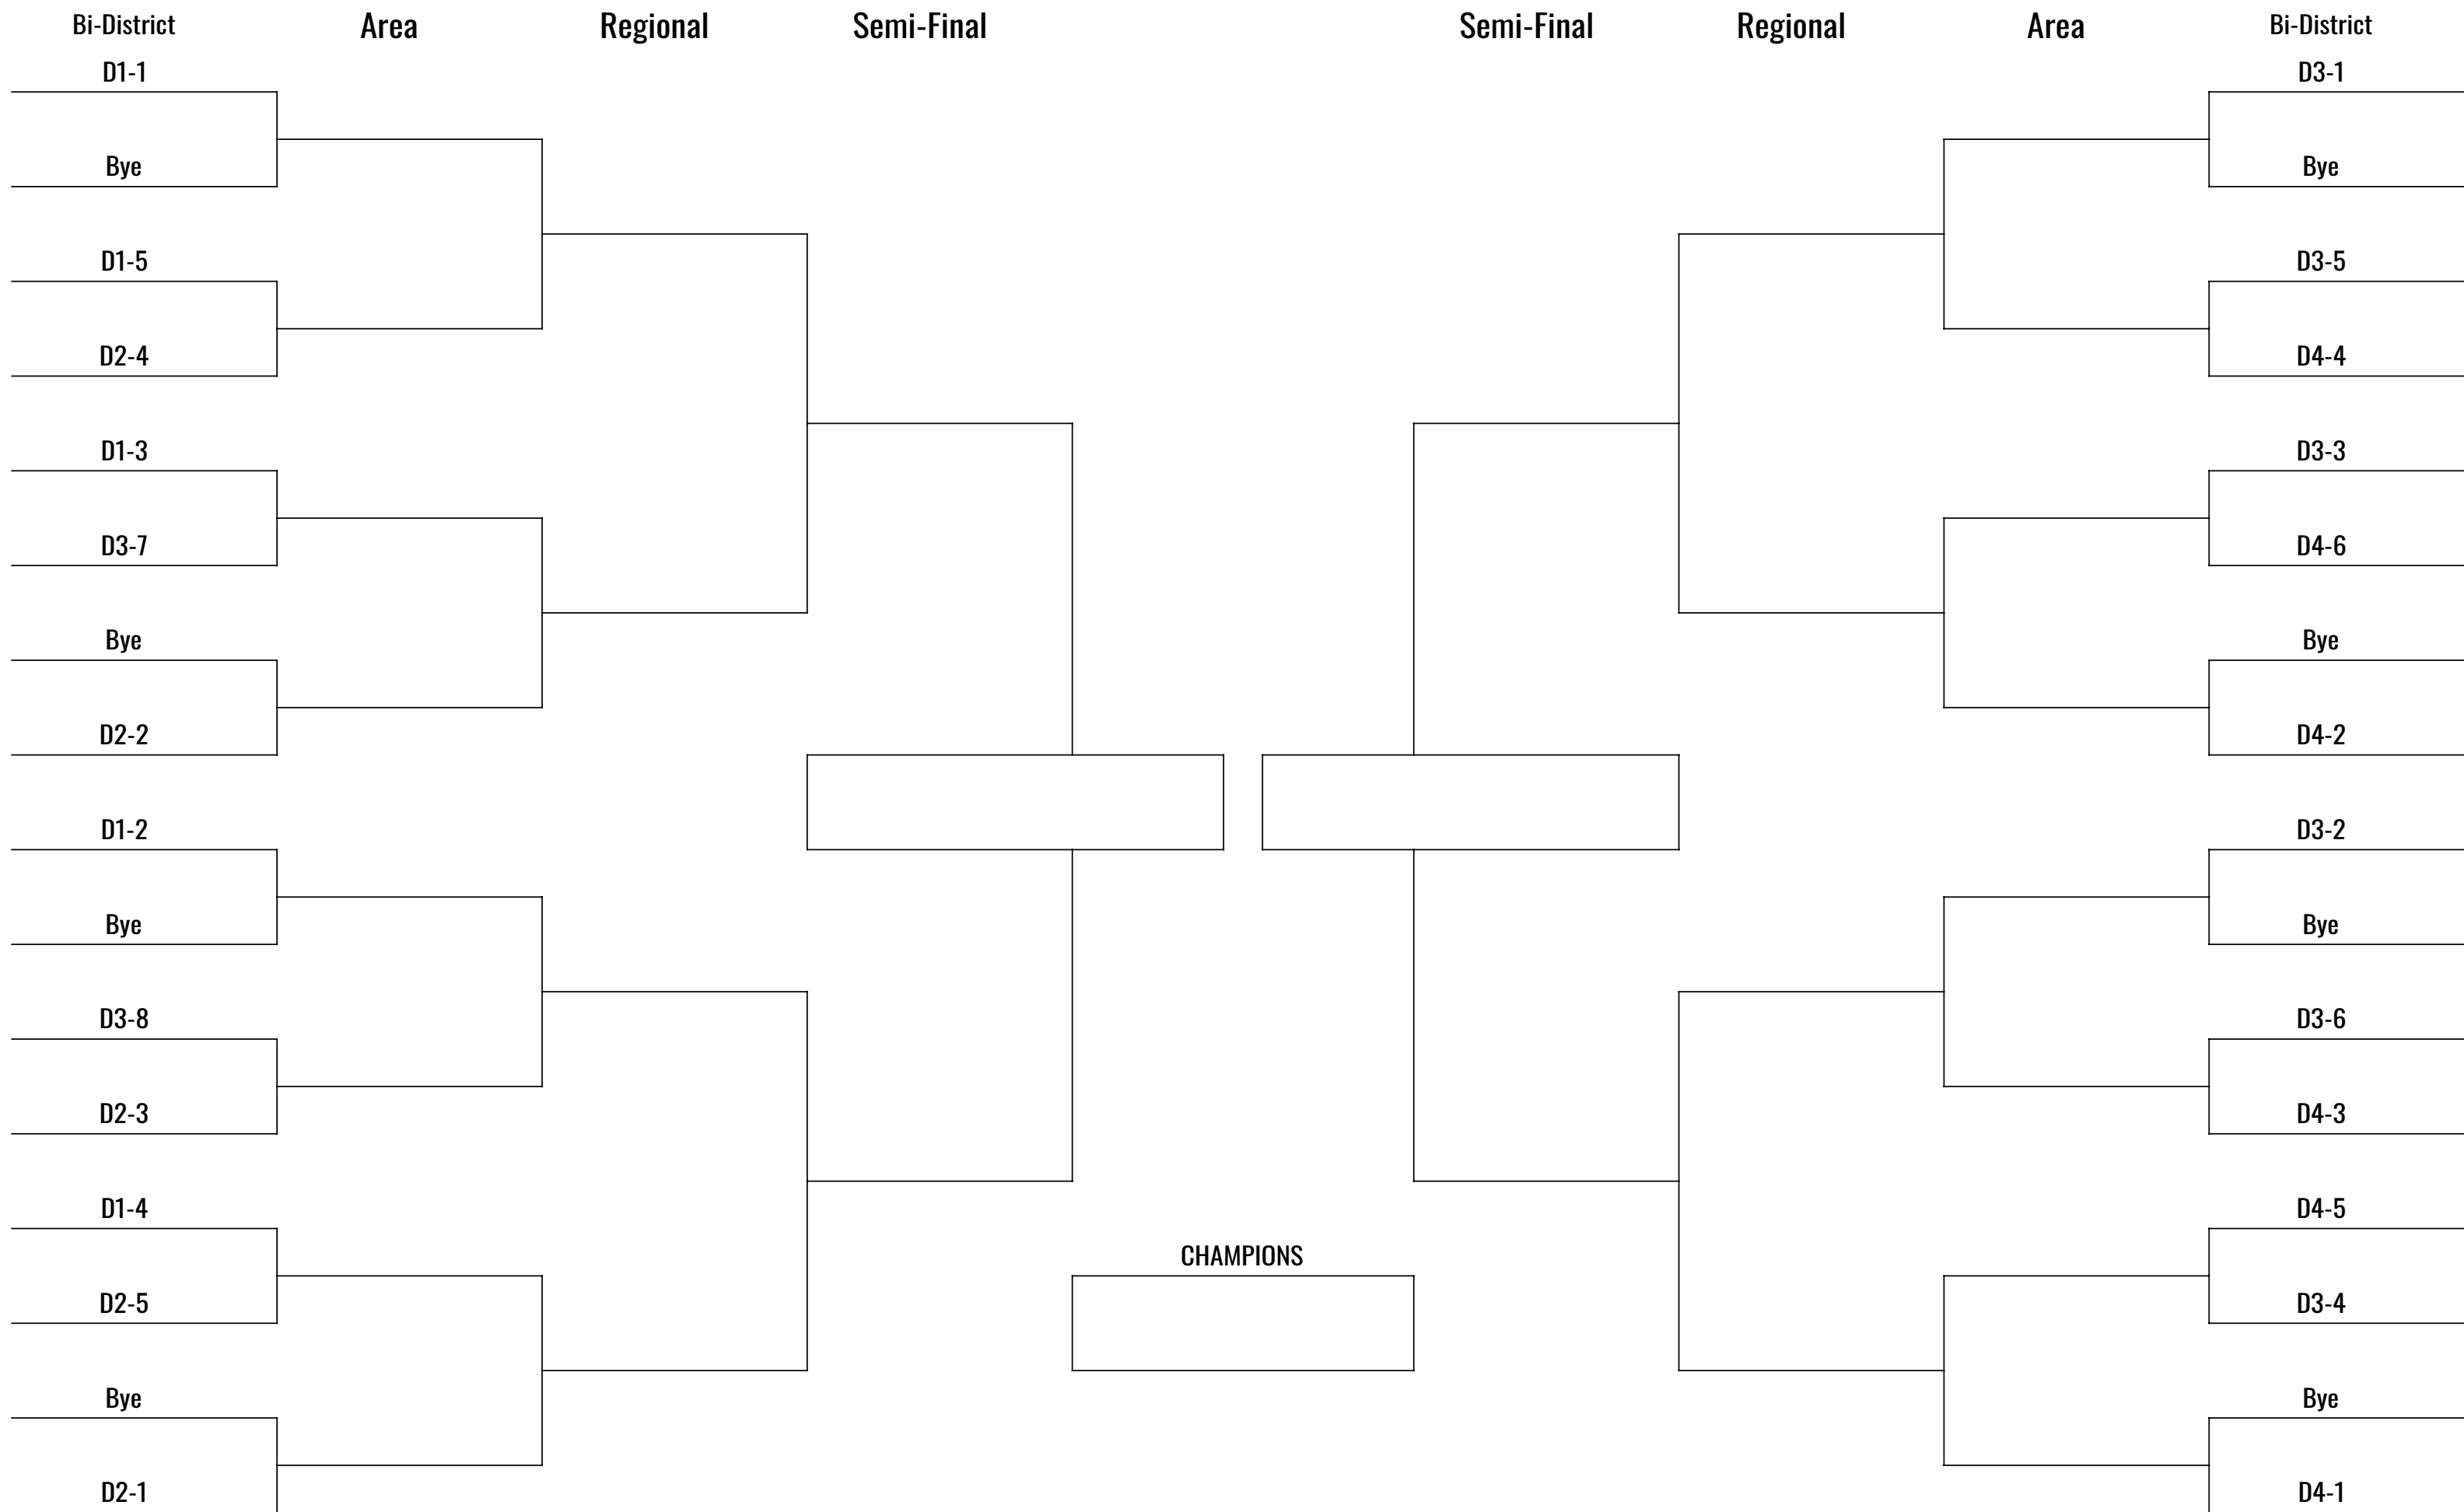 Bi-District Area Regional Semi-Final Semi-Final Regional Area Bi-District
D1-1 D3-1
Bye Bye
D1-5 D3-5
D2-4 D4-4
D1-3 D3-3
D3-7 D4-6
Bye Bye
D2-2 D4-2
D1-2 D3-2
Bye Bye
D3-8 D3-6
D2-3 D4-3
D1-4 D4-5
CHAMPIONS
D2-5 D3-4
Bye Bye
D2-1 D4-1